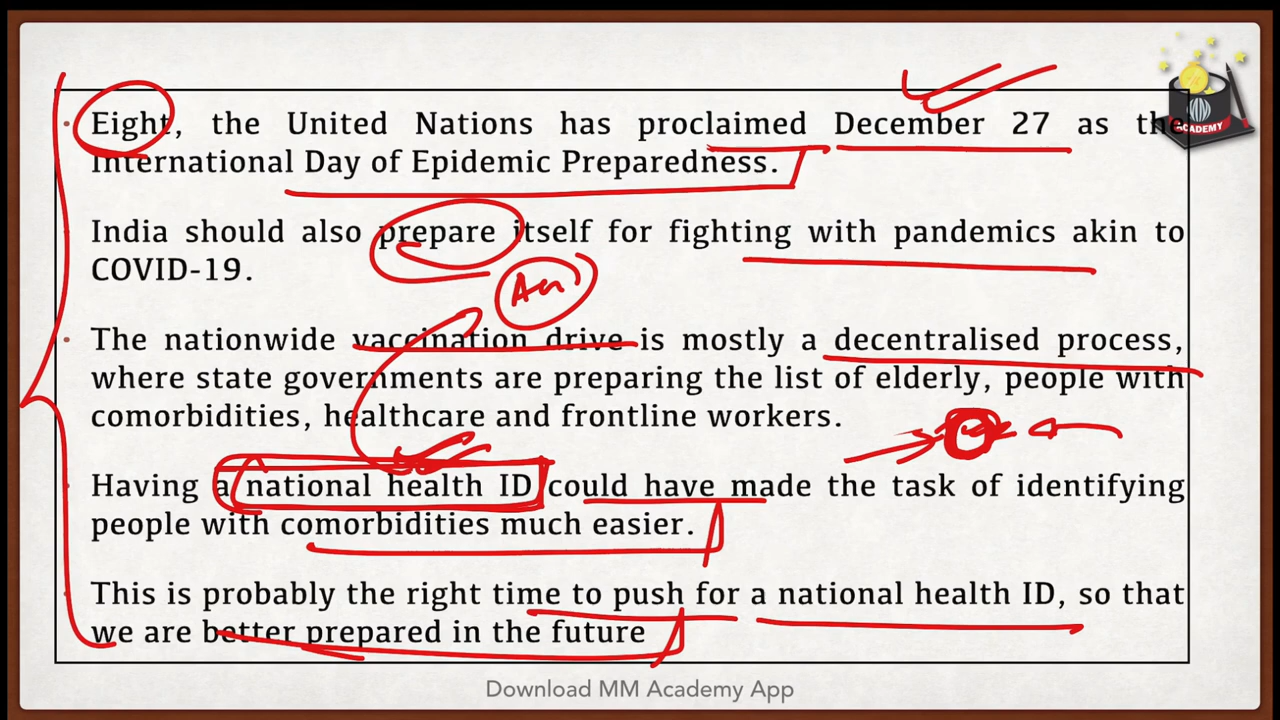 Eight, the United Nations has proclaimed December 27 as the
International Day of Epidemic Preparedness.
India should also prepare itself for fighting with pandemics akin to
COVID-19.
The nationwide vaccination drive is mostly a decentralised process,
where state governments are preparing the list of elderly, people with
comorbidities, healthcare and frontline workers.
Having a national health ID could have made the task of identifying
people with comorbidities much easier.
This is probably the right time to push for a national health ID, so that
we are better prepared in the future
ACADEMY
Download MM Academy App